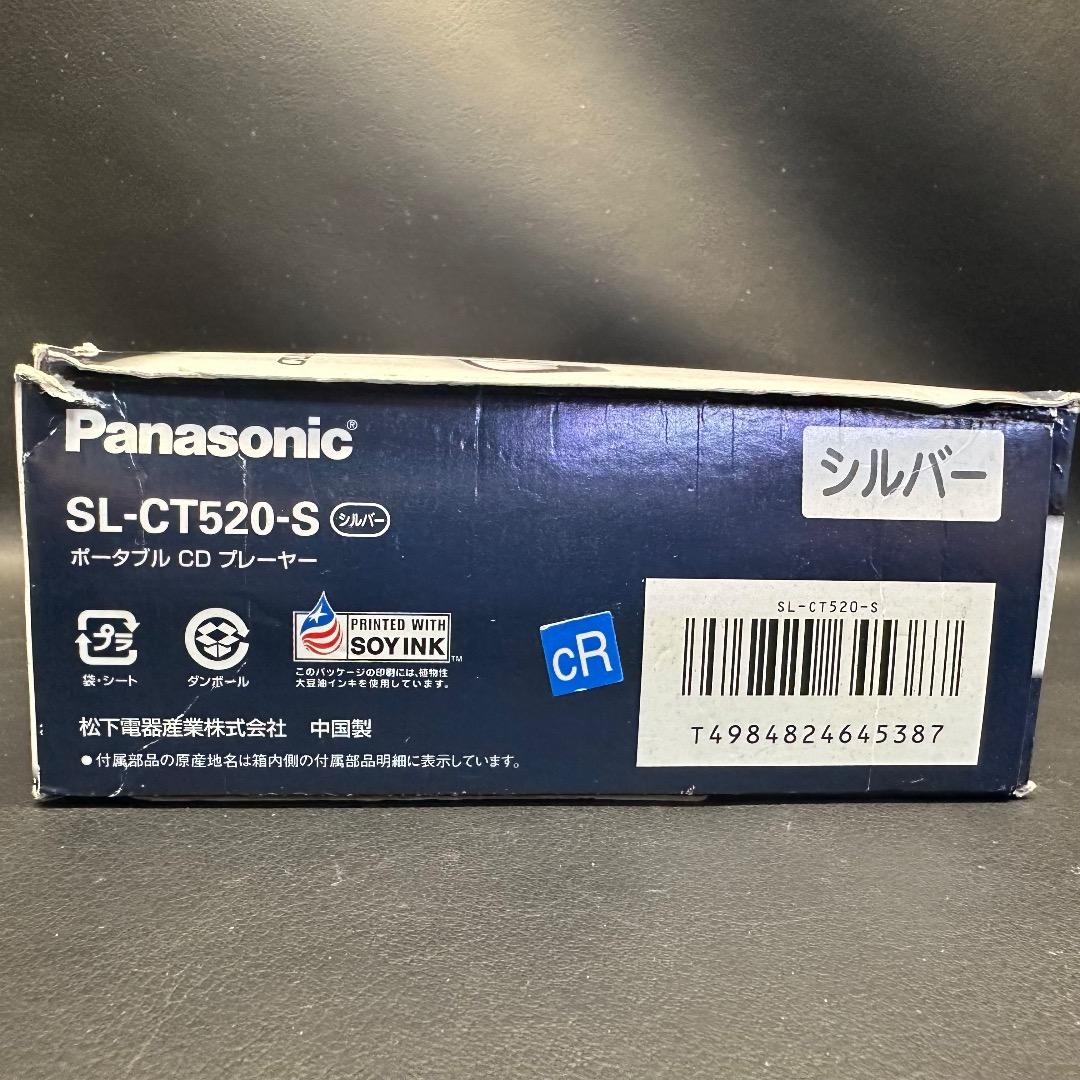 Panasonic®
SL-CT520-S シルバー
ポータブル CD プレーヤー
シルバー
プラ
袋・シート
ダンボール
PRINTED WITH
SOY INK TM
このパッケージの印刷には、植物性
大豆油インキを使用しています。
cR
SL-CT520-S
T4984824645387
松下電器産業株式会社 中国製
●付属部品の原産地名は箱内側の付属部品明細に表示しています。